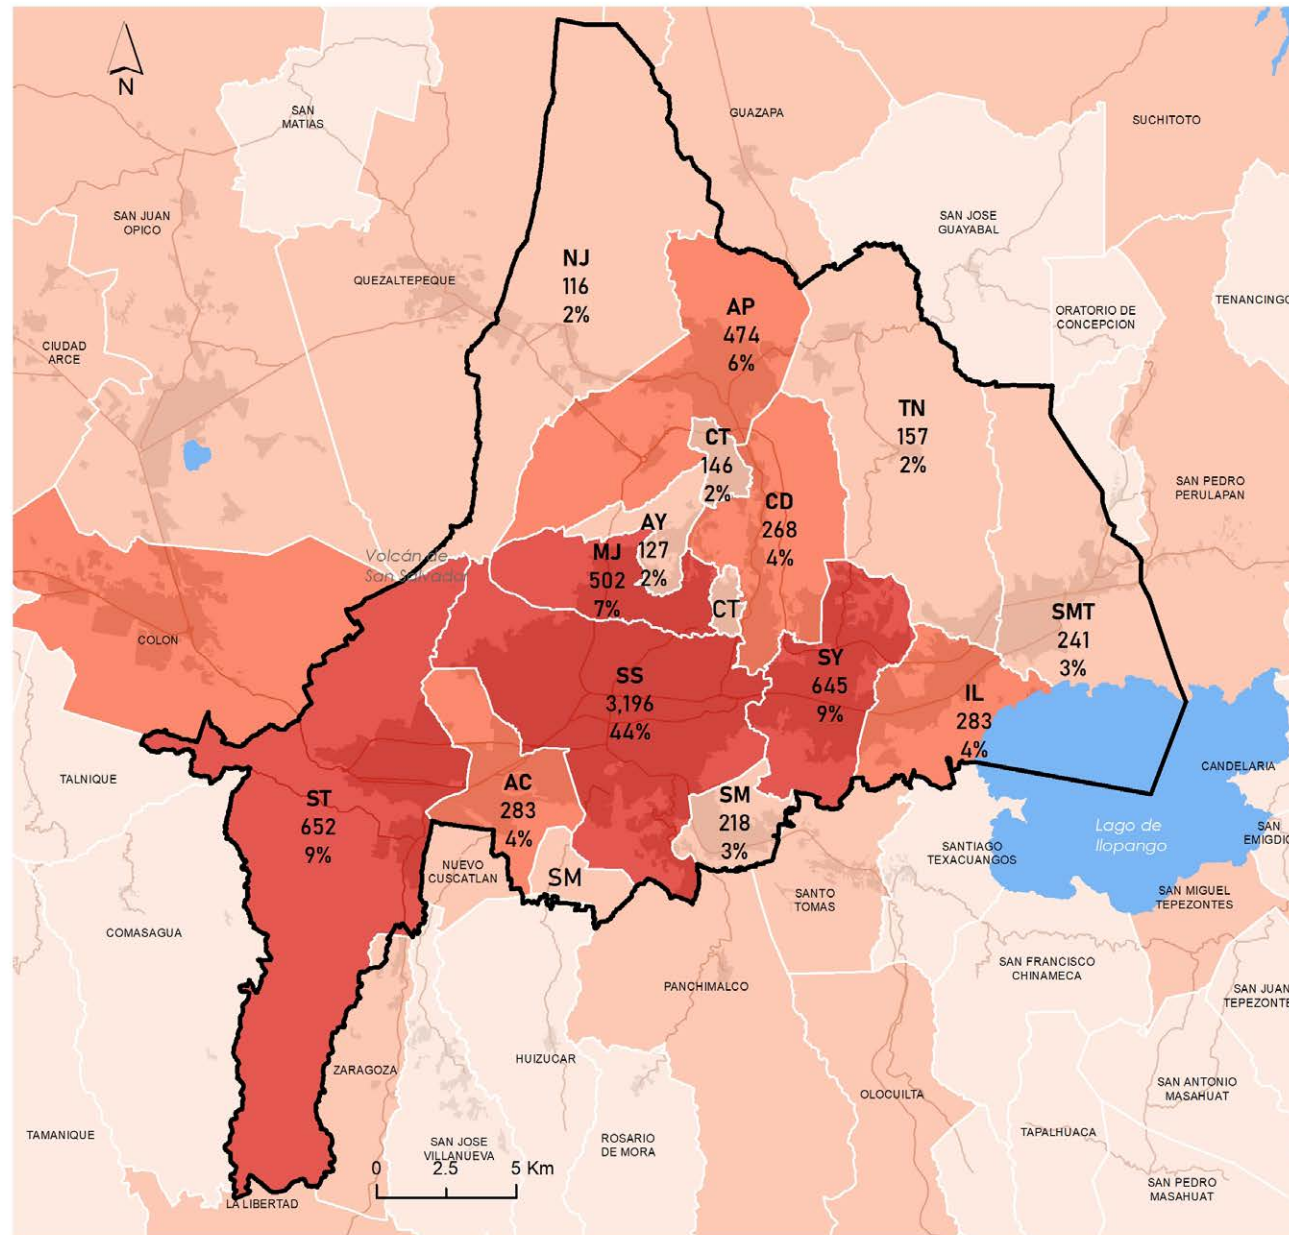 N
SAN
MATIAS
GUAZAPA
SUCHITOTO
SAN JUAN
OPICO
SAN JOSE
GUAYABAL
QUEZALTEPEQUE
NJ
116
2%
AP
474
6%
ORATORIO DE
CONCEPCION
TENANCINGO
CIUDAD
ARCE
TN
157
2%
CT
146
2%
SAN PEDRO
PERULAPAN
CD
268
4%
AY
127
2%
MJ
502
7%
Volcán de
San Salvador
CT
SMT
241
3%
COLON
SS
3,196
44%
SY
645
9%
IL
283
4%
TALNIQUE
ST
652
9%
AC
283
4%
SM
218
3%
CANDELARIA
Lago de
Ilopango
SAN
EMIGDIO
SANTIAGO
TEXACUANGOS
NUEVO
CUSCATLAN
SM
SANTO
TOMAS
SAN MIGUEL
TEPEZONTES
COMASAGUA
SAN FRANCISCO
CHINAMECA
PANCHIMALCO
SAN JUAN
TEPEZONTE
HUIZUCAR
ZARAGOZA
OLOCUILTA
SAN ANTONIO
MASAHUAT
TAMANIQUE
SAN JOSE
VILLANUEVA
ROSARIO
DE MORA
TAPALHUACA
0 2.5 5 Km
SAN PEDRO
MASAHUAT
LA LIBERTAD